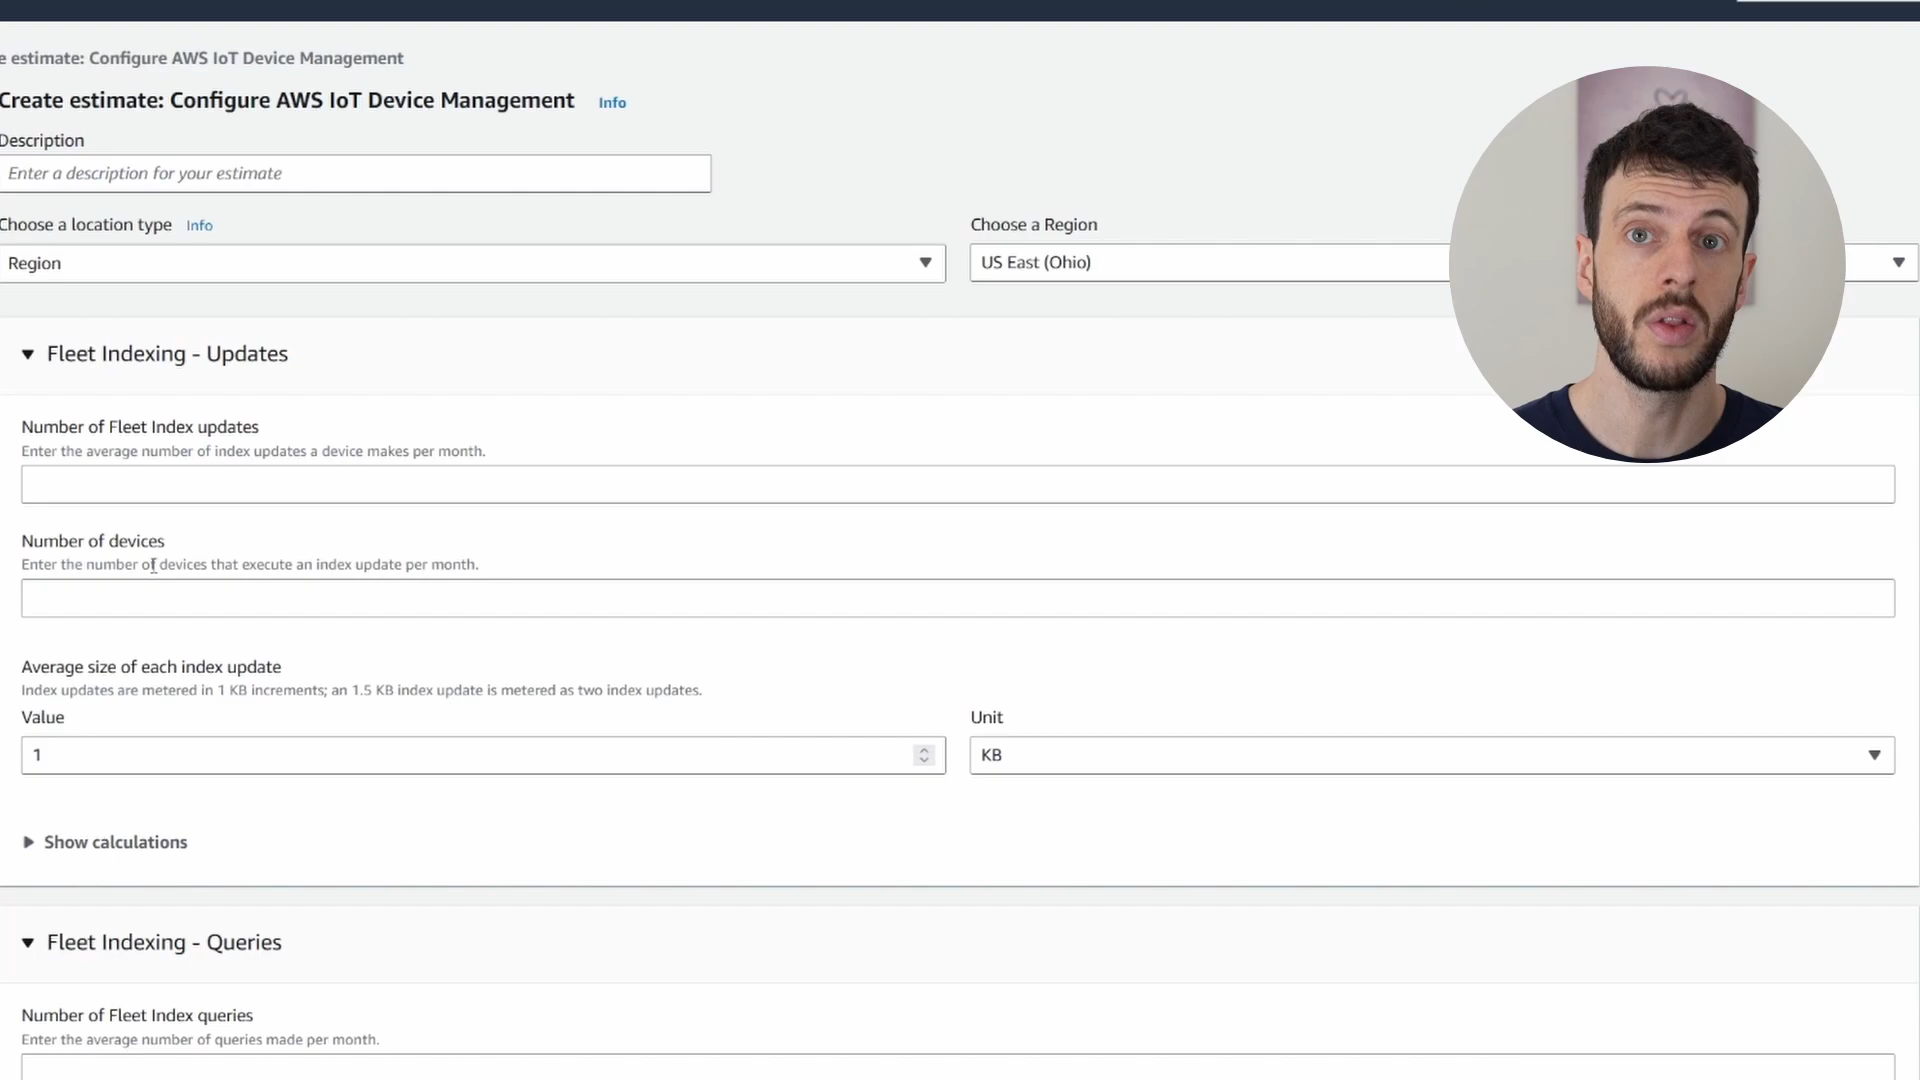 e estimate: Configure AWS IoT Device Management
Create estimate: Configure AWS IoT Device Management Info
Description
Enter a description for your estimate
Choose a location type Info
Choose a Region
Region
US East (Ohio)
Fleet Indexing - Updates
Number of Fleet Index updates
Enter the average number of index updates a device makes per month.
Number of devices
Enter the number of devices that execute an index update per month.
Average size of each index update
Index updates are metered in 1 KB increments; an 1.5 KB index update is metered as two index updates.
Value
Unit
1
KB
Show calculations
Fleet Indexing - Queries
Number of Fleet Index queries
Enter the average number of queries made per month.